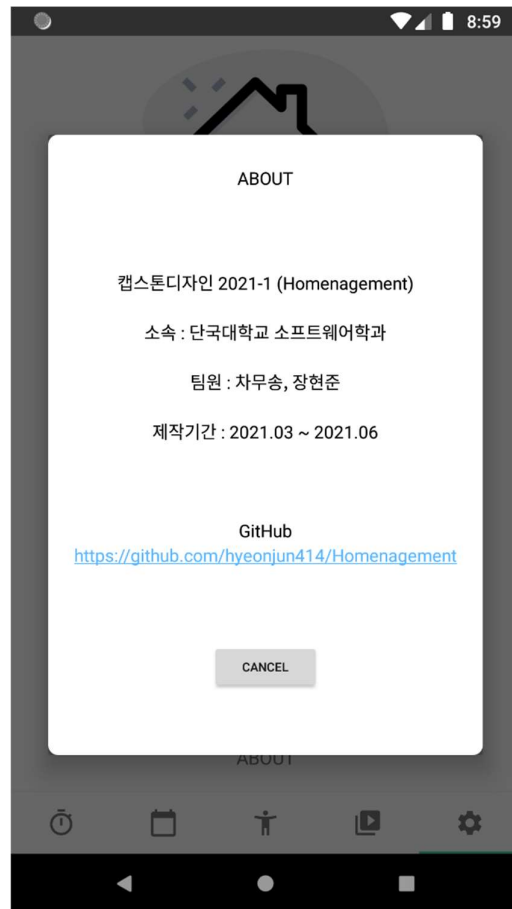 8:59
ABOUT
캡스톤디자인 2021-1 (Homenagement)
소속 : 단국대학교 소프트웨어학과
팀원 : 차무송, 장현준
제작기간 : 2021.03 ~ 2021.06
GitHub
https://github.com/hyeonjun414/Homenagement
CANCEL
ABOUT